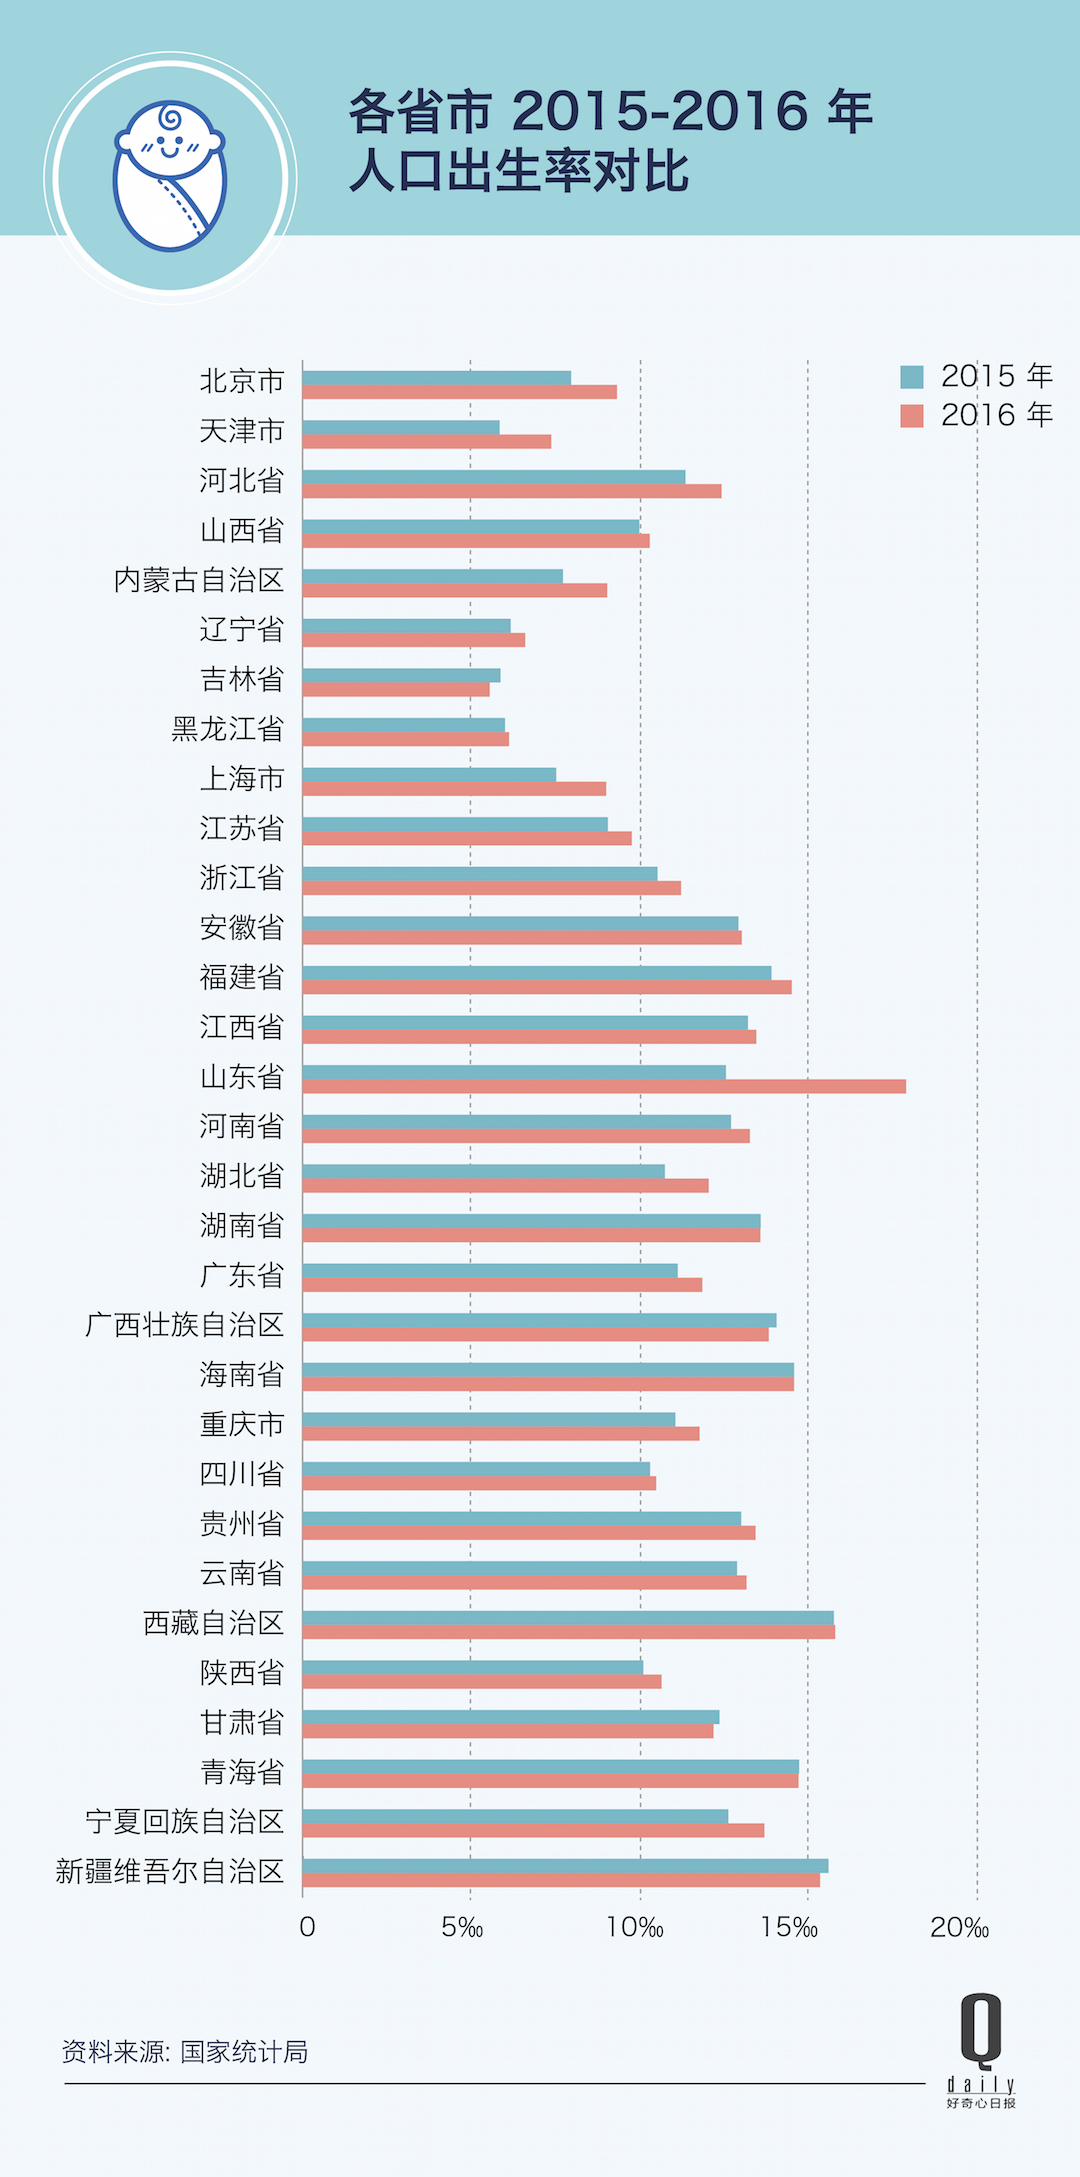 各省市 2015-2016 年
人口出生率对比
2015 年
2016 年
北京市
天津市
河北省
山西省
内蒙古自治区
辽宁省
吉林省
黑龙江省
上海市
江苏省
浙江省
安徽省
福建省
江西省
山东省
河南省
湖北省
湖南省
广东省
广西壮族自治区
海南省
重庆市
四川省
贵州省
云南省
西藏自治区
陕西省
甘肃省
青海省
宁夏回族自治区
新疆维吾尔自治区
0 5‰ 10‰ 15‰ 20‰
资料来源: 国家统计局
Q
daily
好奇心日报